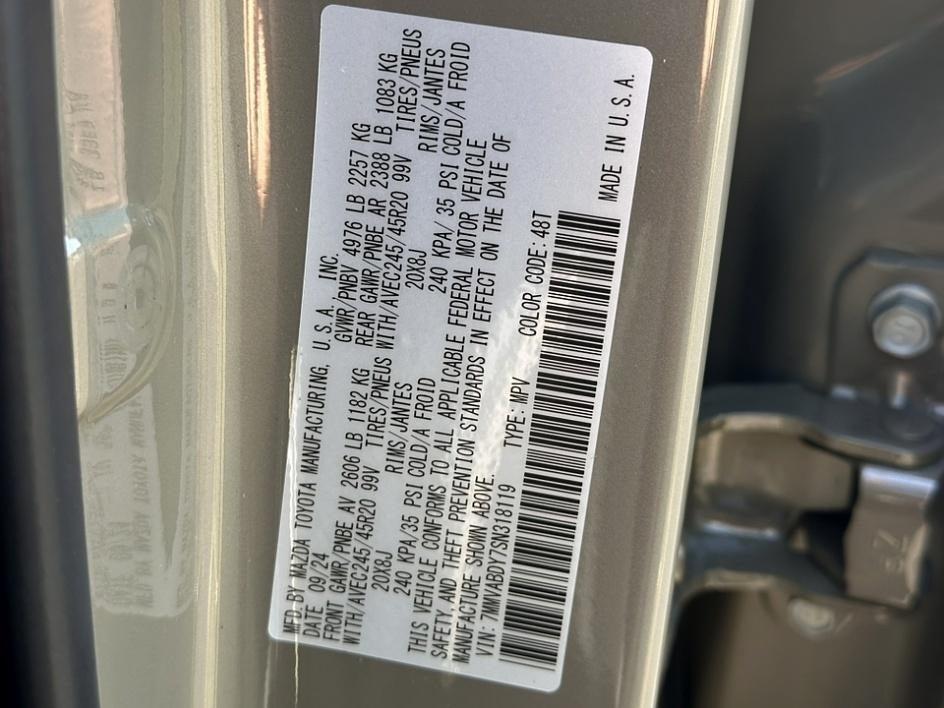 MFD. BY MAZDA TOYOTA MANUFACTURING, U.S.A., INC.
DATE 09/24 GVWR/PNBV 4976 LB 2257 KG
FRONT GAWR/PNBE AV 2606 LB 1182 KG REAR GAWR/PNBE AR 2388 LB 1083 KG
WITH/AVEC245/45R20 99V TIRES/PNEUS WITH/AVEC245/45R20 99V TIRES/PNEUS
20X8J RIMS/JANTES 20X8J RIMS/JANTES
240 KPA/35 PSI COLD/A FROID 240 KPA/ 35 PSI COLD/A FROID
THIS VEHICLE CONFORMS TO ALL APPLICABLE FEDERAL MOTOR VEHICLE
SAFETY AND THEFT PREVENTION STANDARDS IN EFFECT ON THE DATE OF
MANUFACTURE SHOWN ABOVE.
VIN: 7MMVABDY7SN318119 TYPE: MPV COLOR CODE: 48T
MADE IN U.S.A.